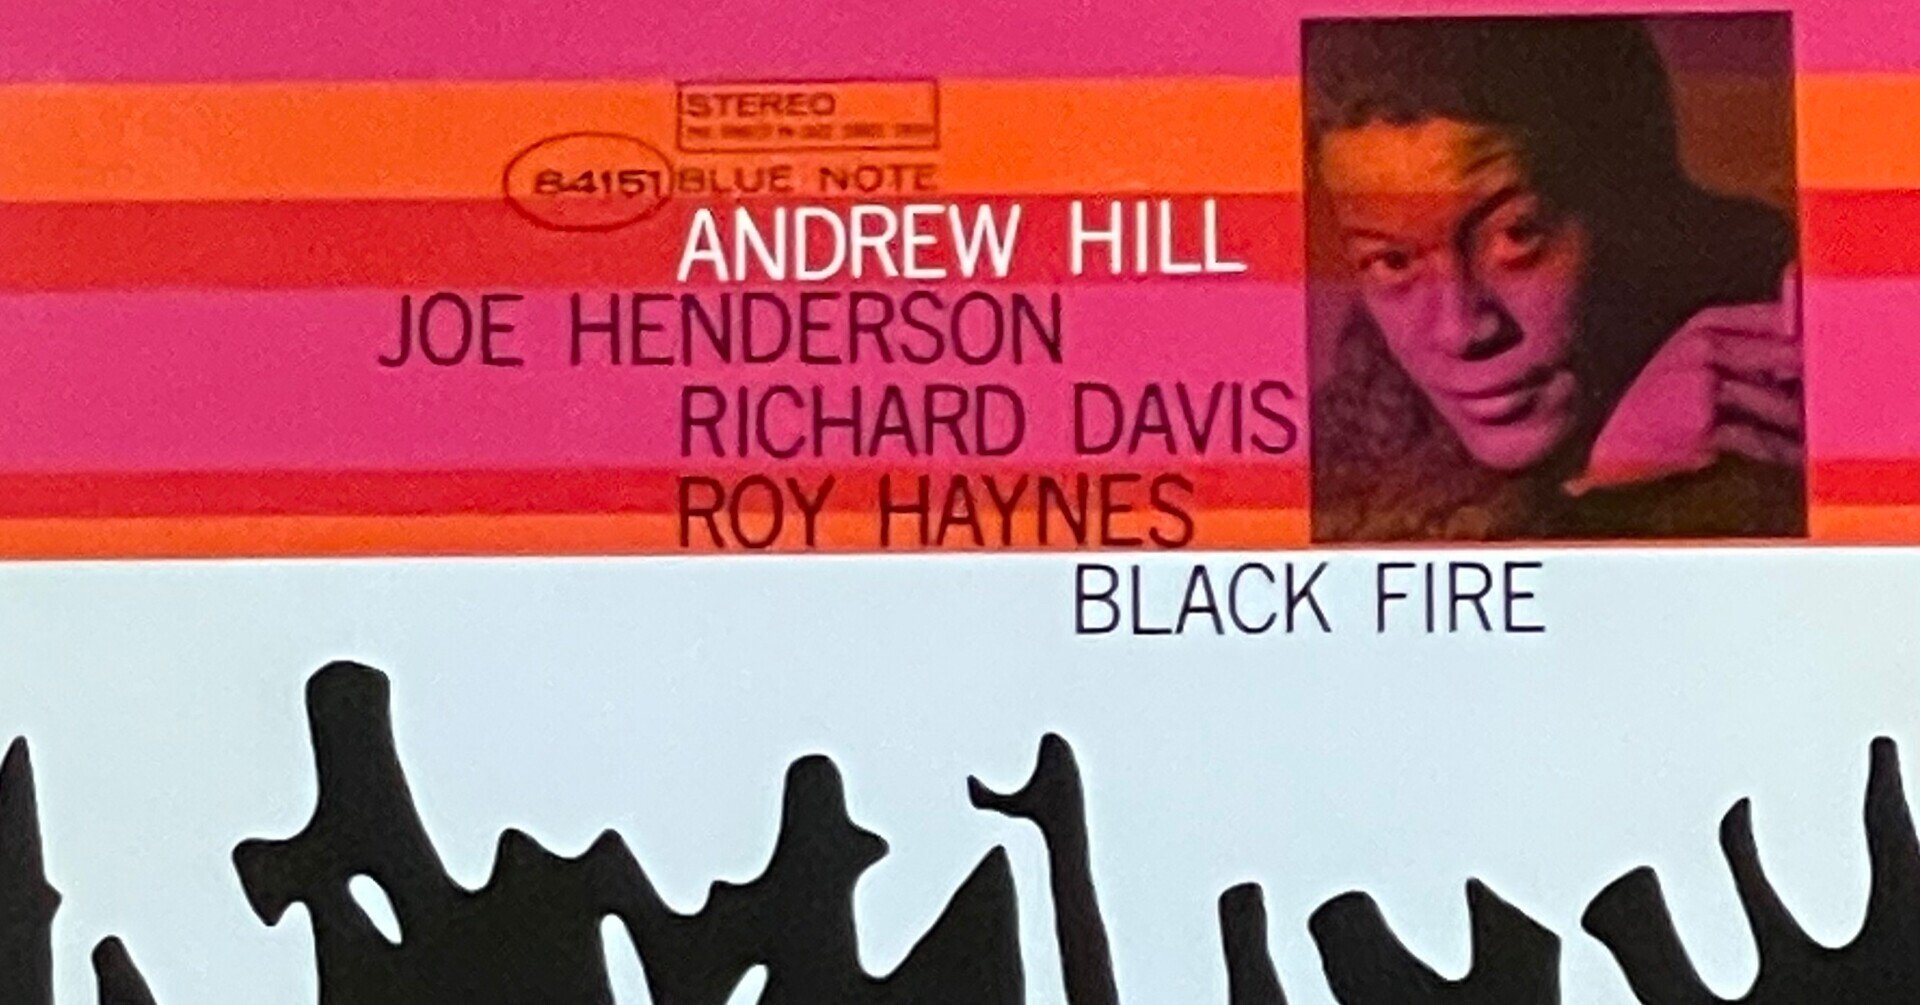 STEREO
84151
BLUE NOTE
ANDREW HILL
JOE HENDERSON
RICHARD DAVIS
ROY HAYNES
BLACK FIRE